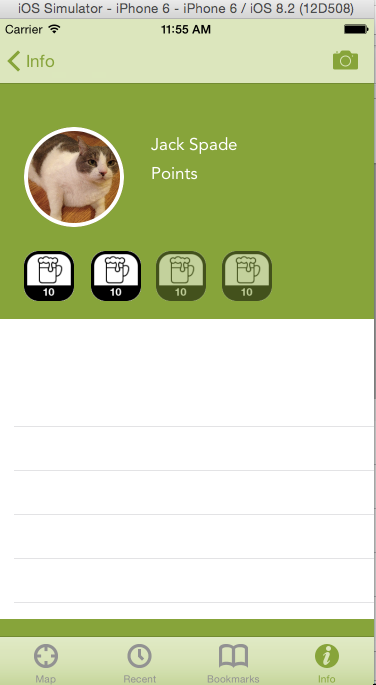 iOS Simulator - iPhone 6 - iPhone 6 / iOS 8.2 (12D508)
Carrier 11:55 AM
Info
Jack Spade
Points
10 10 10 10
Map Recent Bookmarks Info